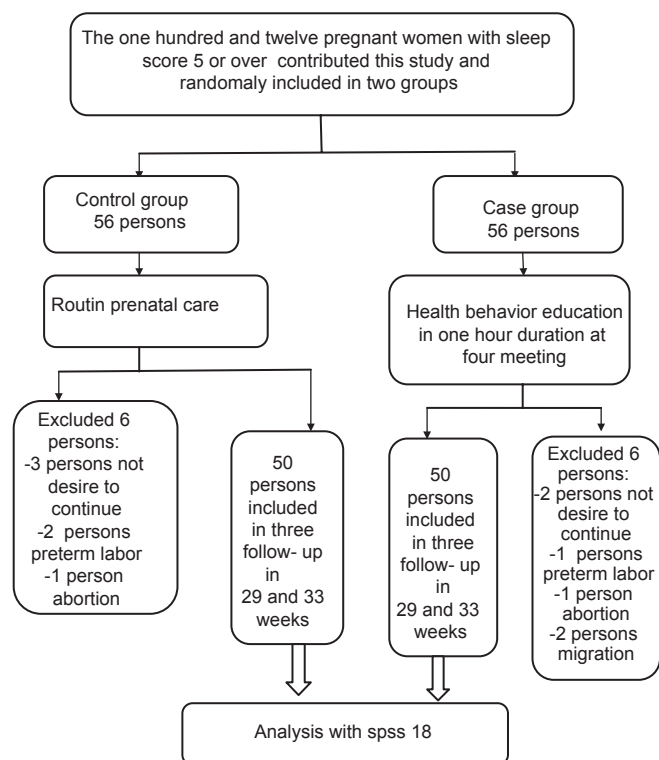 The one hundred and twelve pregnant women with sleep
score 5 or over contributed this study and
randomaly included in two groups
Control group
56 persons
Case group
56 persons
Routin prenatal care
Health behavior education
in one hour duration at
four meeting
Excluded 6
persons:
-3 persons not
desire to
continue
-2 persons
preterm labor
-1 person
abortion
50
persons
included
in three
follow- up
in
29 and 33
weeks
50
persons
included
in three
follow- up
in
29 and 33
weeks
Excluded 6
persons:
-2 persons not
desire to
continue
-1 persons
preterm labor
-1 person
abortion
-2 persons
migration
Analysis with spss 18